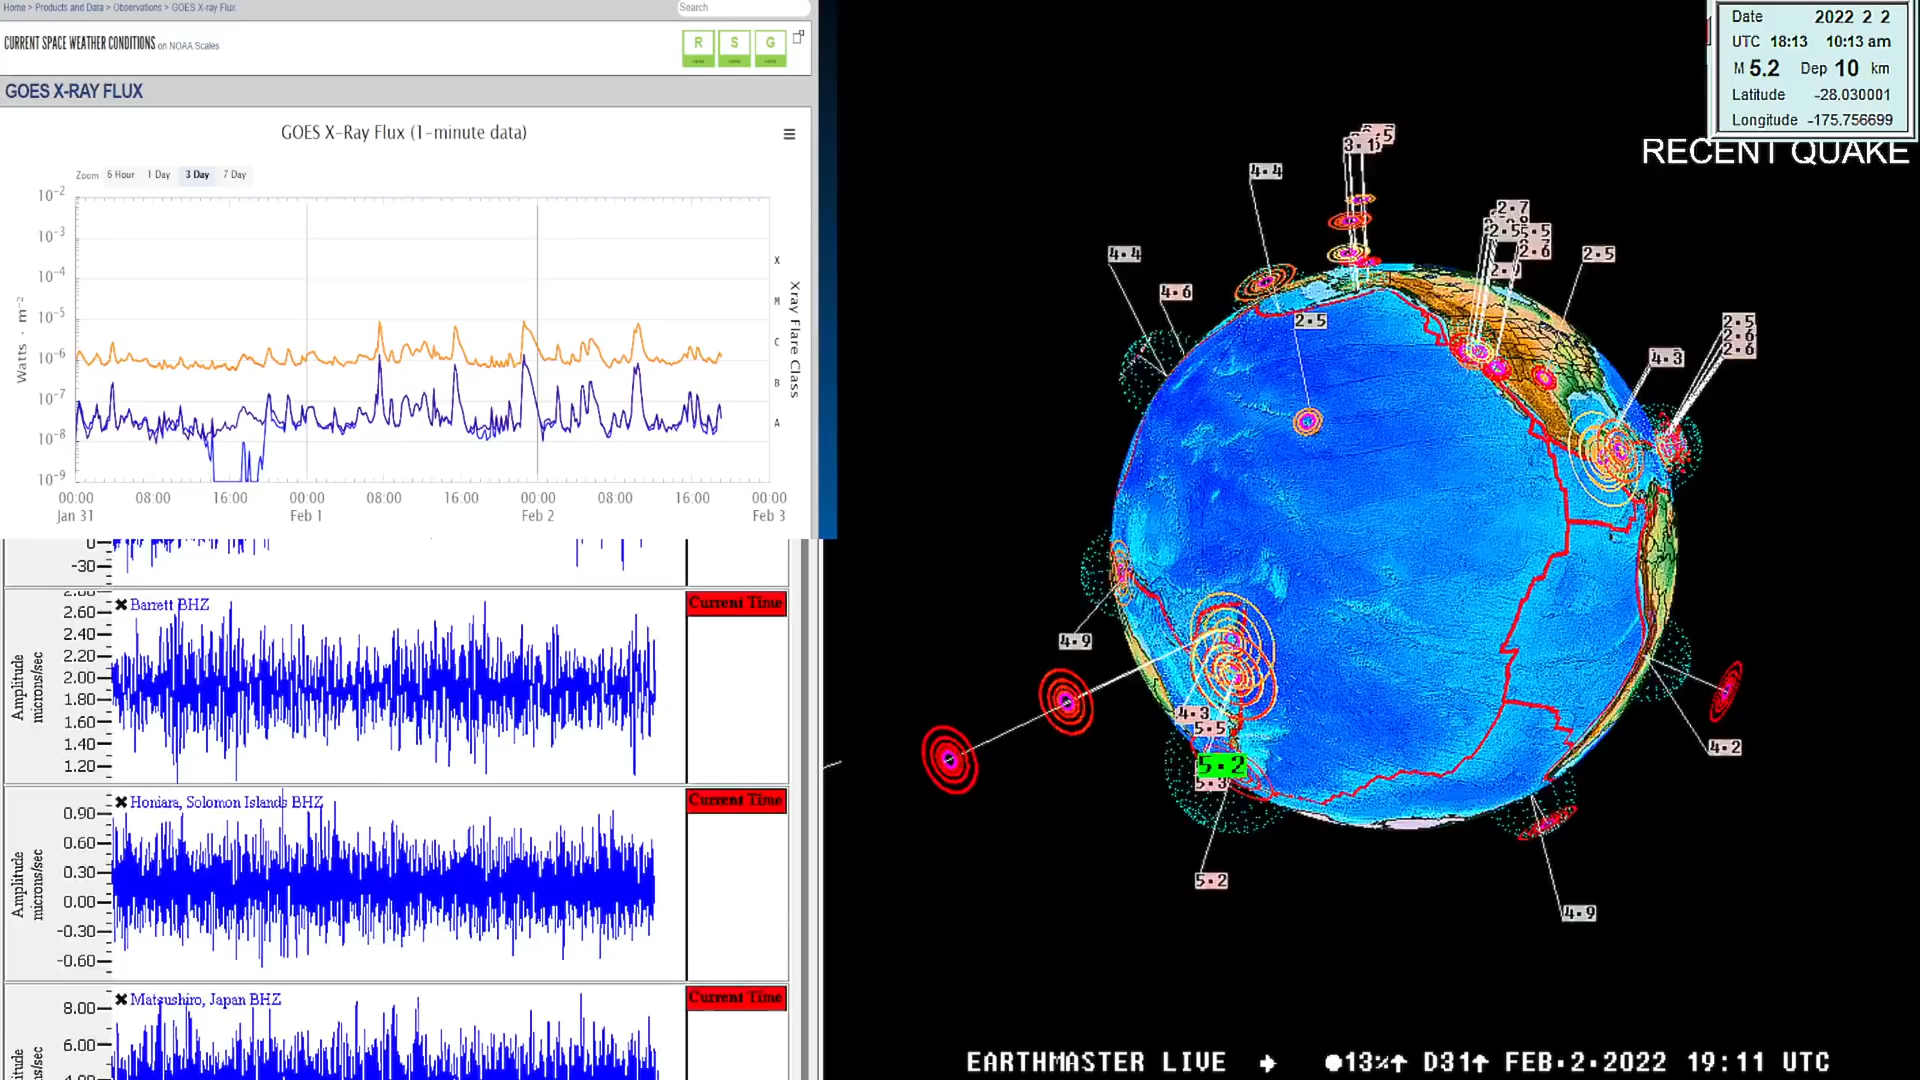 Home > Products and Data > Observations > GOES X-ray Flux
Search
CURRENT SPACE WEATHER CONDITIONS on NOAA Scales
R S G
GOES X-RAY FLUX
GOES X-Ray Flux (1-minute data)
Zoom 6 Hour 1 Day 3 Day 7 Day
10⁻²
10⁻³
10⁻⁴
10⁻⁵
10⁻⁶
10⁻⁷
10⁻⁸
10⁻⁹
Watts · m⁻²
X
M
C
B
A
Xray Flare Class
00:00 08:00 16:00 00:00 08:00 16:00 00:00 08:00 16:00 00:00
Jan 31 Feb 1 Feb 2 Feb 3
0
-30
Barrett BHZ
Current Time
2.60
2.40
2.20
2.00
1.80
1.60
1.40
1.20
Amplitude
microns/sec
Honiara, Solomon Islands BHZ
Current Time
0.90
0.60
0.30
0.00
-0.30
-0.60
Amplitude
microns/sec
Matsushiro, Japan BHZ
Current Time
8.00
6.00
Date 2022 2 2
UTC 18:13 10:13 am
M 5.2 Dep 10 km
Latitude -28.030001
Longitude -175.756699
RECENT QUAKE
4.4
3.1
4.4
4.6
2.5
2.7
2.5
2.6
2.5
2.5
2.6
2.6
4.3
4.9
4.3
5.5
5.2
5.3
5.2
4.2
4.9
EARTHMASTER LIVE → ●13%↑ D31↑ FEB.2.2022 19:11 UTC